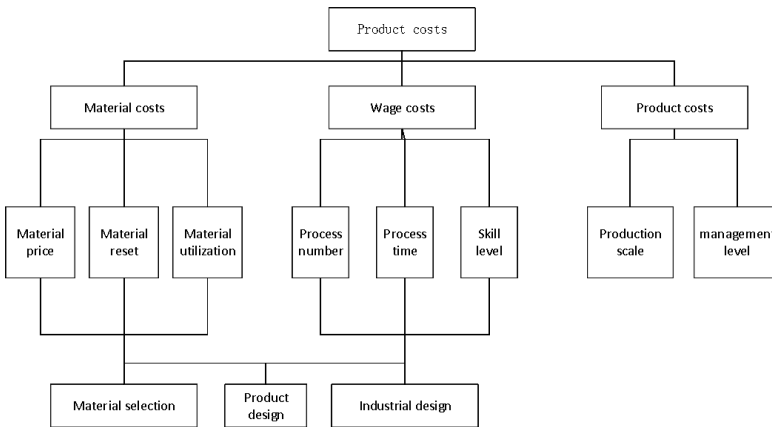 Product costs
Material costs
Wage costs
Product costs
Material
price
Material
reset
Material
utilization
Process
number
Process
time
Skill
level
Production
scale
management
level
Material selection
Product
design
Industrial design